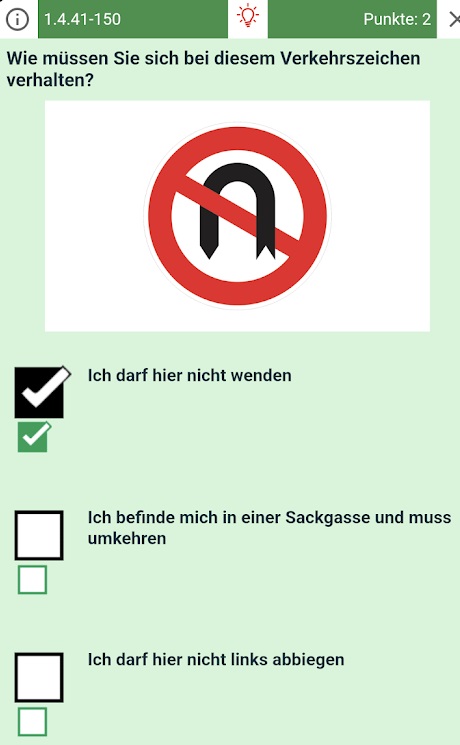 1.4.41-150
Punkte: 2
Wie müssen Sie sich bei diesem Verkehrszeichen
verhalten?
Ich darf hier nicht wenden
Ich befinde mich in einer Sackgasse und muss
umkehren
Ich darf hier nicht links abbiegen